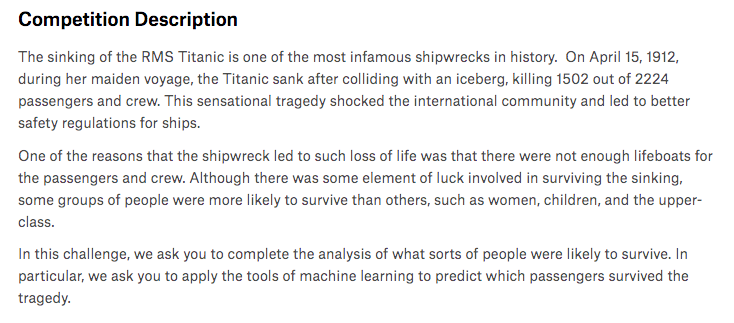 Competition Description
The sinking of the RMS Titanic is one of the most infamous shipwrecks in history.  On April 15, 1912,
during her maiden voyage, the Titanic sank after colliding with an iceberg, killing 1502 out of 2224
passengers and crew. This sensational tragedy shocked the international community and led to better
safety regulations for ships.
One of the reasons that the shipwreck led to such loss of life was that there were not enough lifeboats for
the passengers and crew. Although there was some element of luck involved in surviving the sinking,
some groups of people were more likely to survive than others, such as women, children, and the upper-
class.
In this challenge, we ask you to complete the analysis of what sorts of people were likely to survive. In
particular, we ask you to apply the tools of machine learning to predict which passengers survived the
tragedy.